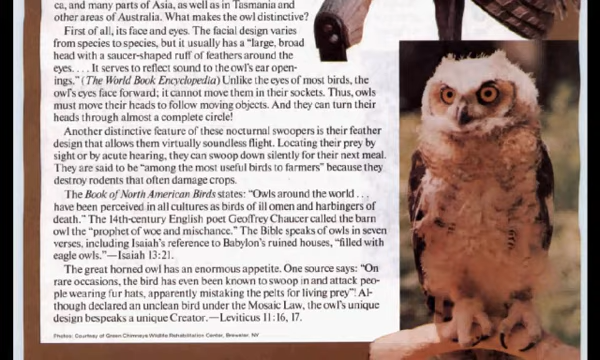 ca, and many parts of Asia, as well as in Tasmania and
other areas of Australia. What makes the owl distinctive?
First of all, its face and eyes. The facial design varies
from species to species, but it usually has a "large, broad
head with a saucer-shaped ruff of feathers around the
eyes. . . . It serves to reflect sound to the owl's ear open-
ings." (The World Book Encyclopedia) Unlike the eyes of most birds, the
owl's eyes face forward; it cannot move them in their sockets. Thus, owls
must move their heads to follow moving objects. And they can turn their
heads through almost a complete circle!
Another distinctive feature of these nocturnal swoopers is their feather
design that allows them virtually soundless flight. Locating their prey by
sight or by acute hearing, they can swoop down silently for their next meal.
They are said to be "among the most useful birds to farmers" because they
destroy rodents that often damage crops.
The Book of North American Birds states: "Owls around the world . . .
have been perceived in all cultures as birds of ill omen and harbingers of
death." The 14th-century English poet Geoffrey Chaucer called the barn
owl the "prophet of woe and mischance." The Bible speaks of owls in seven
verses, including Isaiah's reference to Babylon's ruined houses, "filled with
eagle owls."—Isaiah 13:21.
The great horned owl has an enormous appetite. One source says: "On
rare occasions, the bird has even been known to swoop in and attack peo-
ple wearing fur hats, apparently mistaking the pelts for living prey"! Al-
though declared an unclean bird under the Mosaic Law, the owl's unique
design bespeaks a unique Creator.—Leviticus 11:16, 17.
Photos: Courtesy of Green Chimneys Wildlife Rehabilitation Center, Brewster, NY